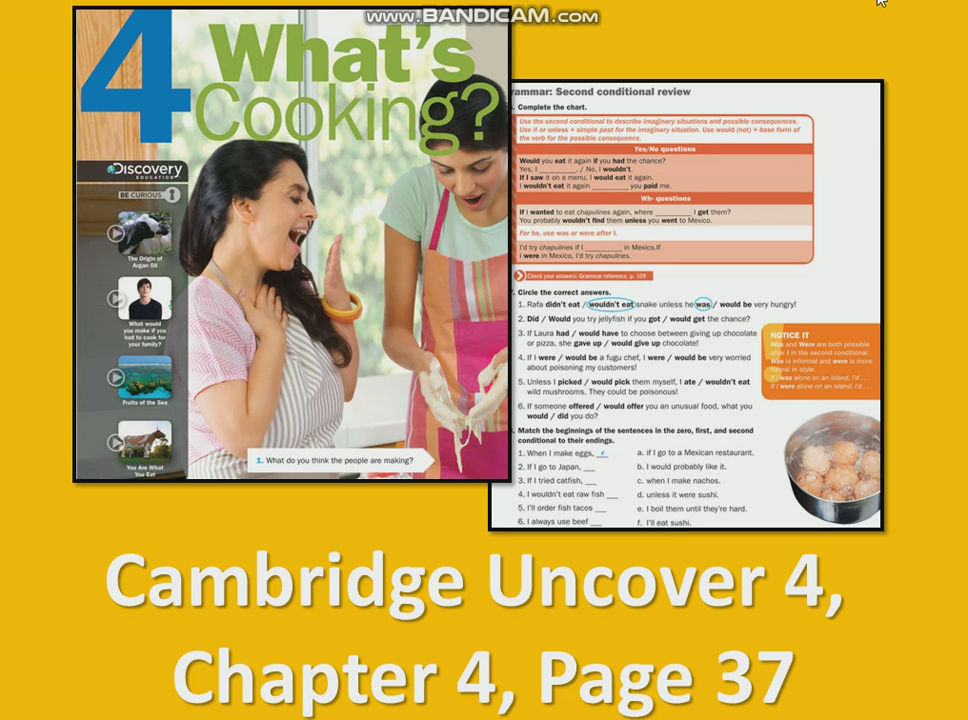 www.BANDICAM.com
4 What's
Cooking?
Discovery
EDUCATION
BE CURIOUS
The Origin of
Argan Oil
What would
you make if you
had to cook for
your family?
Fruits of the Sea
You Are What
You Eat
1. What do you think the people are making?
rammar: Second conditional review
Complete the chart.
Use the second conditional to describe imaginary situations and possible consequences.
Use if or unless + simple past for the imaginary situation. Use would (not) + base form of
the verb for the possible consequence.
Yes/No questions
Would you eat it again if you had the chance?
Yes, I ________. / No, I wouldn't.
If I saw it on a menu, I would eat it again.
I wouldn't eat it again ________ you paid me.
Wh- questions
If I wanted to eat chapulines again, where ________ I get them?
You probably wouldn't find them unless you went to Mexico.
For be, use was or were after I.
I'd try chapulines if I ________ in Mexico.If
I were in Mexico, I'd try chapulines.
Check your answers: Grammar reference, p. 109
Circle the correct answers.
1. Rafa didn't eat / wouldn't eat snake unless he was / would be very hungry!
2. Did / Would you try jellyfish if you got / would get the chance?
3. If Laura had / would have to choose between giving up chocolate
or pizza, she gave up / would give up chocolate!
4. If I were / would be a fugu chef, I were / would be very worried
about poisoning my customers!
5. Unless I picked / would pick them myself, I ate / wouldn't eat
wild mushrooms. They could be poisonous!
6. If someone offered / would offer you an unusual food, what you
would / did you do?
NOTICE IT
Was and Were are both possible
after I in the second conditional.
Was is informal and were is more
formal in style.
If I was alone on an island, I'd . . .
If I were alone on an island, I'd . . .
Match the beginnings of the sentences in the zero, first, and second
conditional to their endings.
1. When I make eggs, e
2. If I go to Japan, ___
3. If I tried catfish, ___
4. I wouldn't eat raw fish ___
5. I'll order fish tacos ___
6. I always use beef ___
a. if I go to a Mexican restaurant.
b. I would probably like it.
c. when I make nachos.
d. unless it were sushi.
e. I boil them until they're hard.
f. I'll eat sushi.
Cambridge Uncover 4,
Chapter 4, Page 37